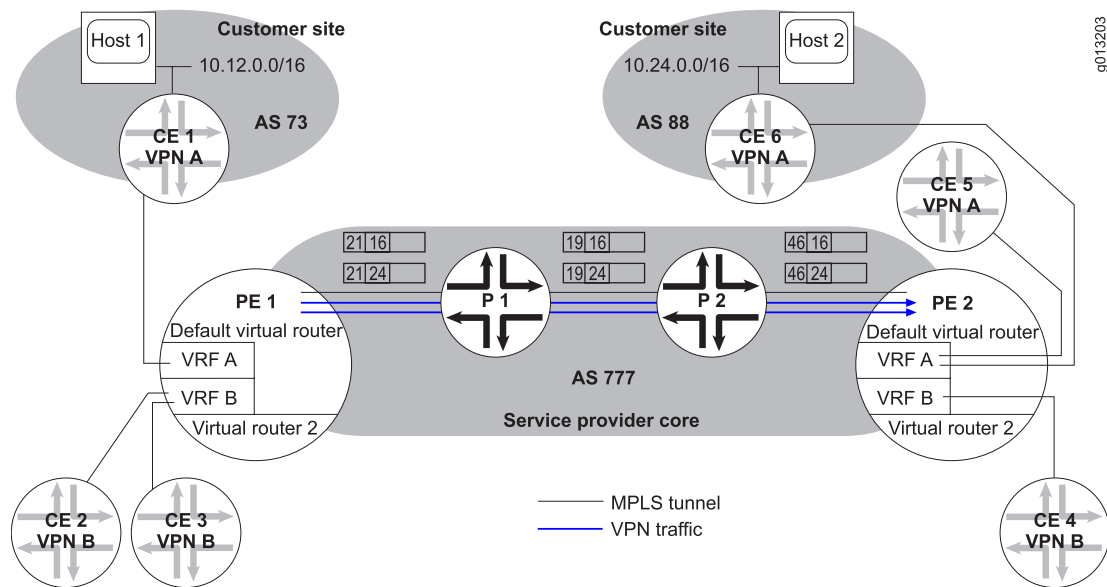 g013203
Host 1
Customer site
10.12.0.0/16
AS 73
CE 1
VPN A
Customer site
Host 2
10.24.0.0/16
AS 88
CE 6
VPN A
CE 5
VPN A
21 16
19 16
46 16
21 24
19 24
46 24
PE 1
P 1
P 2
PE 2
Default virtual router
Default virtual router
VRF A
VRF A
AS 777
VRF B
VRF B
Service provider core
Virtual router 2
Virtual router 2
CE 2
VPN B
CE 3
VPN B
MPLS tunnel
VPN traffic
CE 4
VPN B